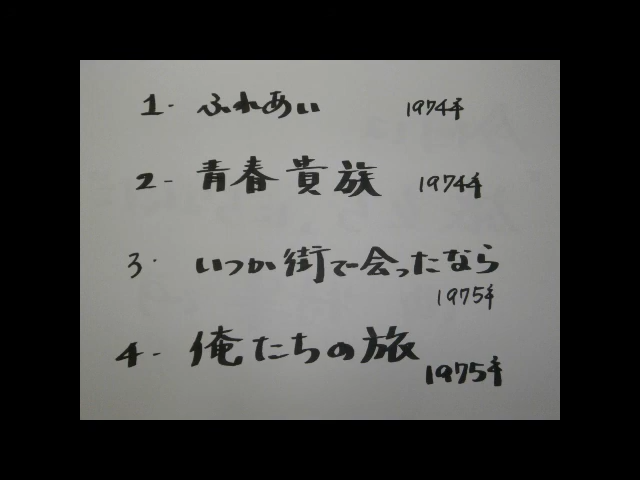 1. ふれあい 1974年
2- 青春貴族 1974年
3. いつか街で会ったなら
1975年
4- 俺たちの旅
1975年